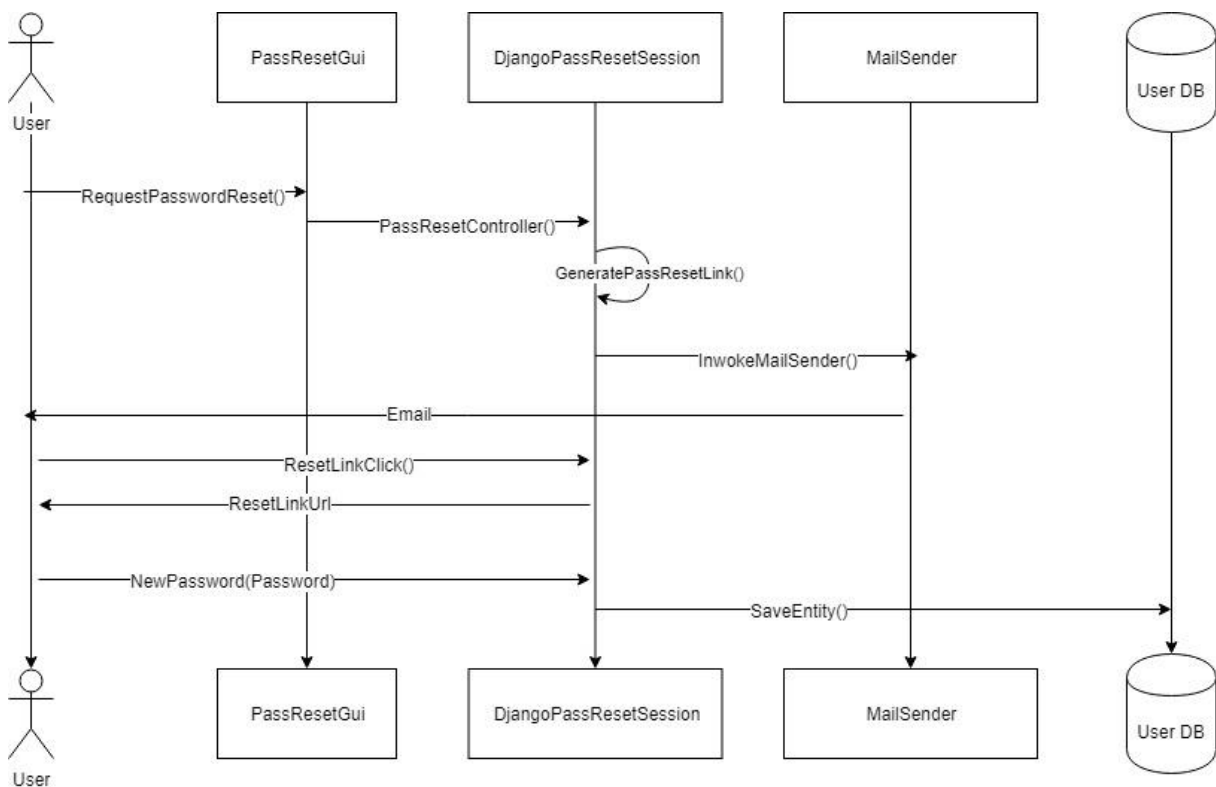 PassResetGui
DjangoPassResetSession
MailSender
User DB
User
RequestPasswordReset()
PassResetController()
GeneratePassResetLink()
InwokeMailSender()
Email
ResetLinkClick()
ResetLinkUrl
NewPassword(Password)
SaveEntity()
PassResetGui
DjangoPassResetSession
MailSender
User DB
User